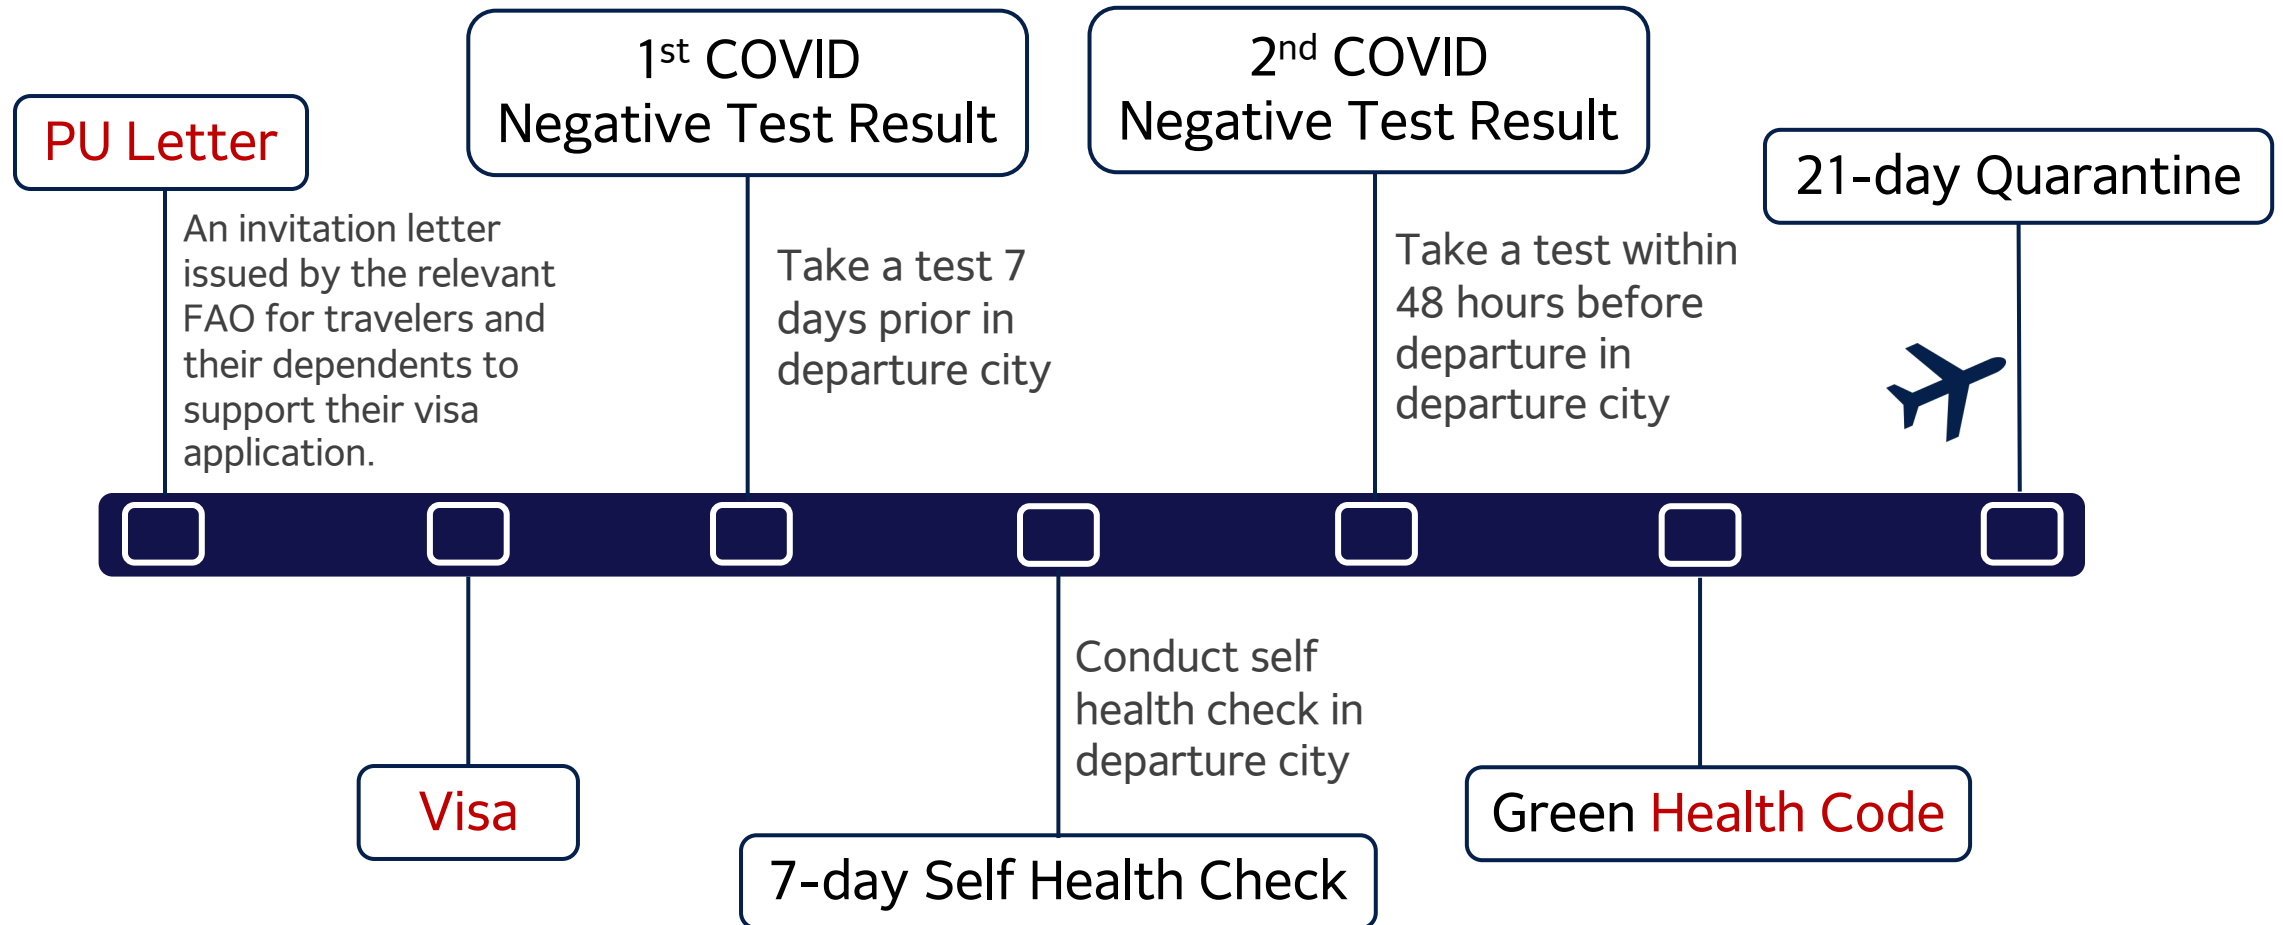 PU Letter
An invitation letter
issued by the relevant
FAO for travelers and
their dependents to
support their visa
application.
Visa
1st COVID
Negative Test Result
Take a test 7
days prior in
departure city
Conduct self
health check in
departure city
7-day Self Health Check
2nd COVID
Negative Test Result
Take a test within
48 hours before
departure in
departure city
Green Health Code
21-day Quarantine